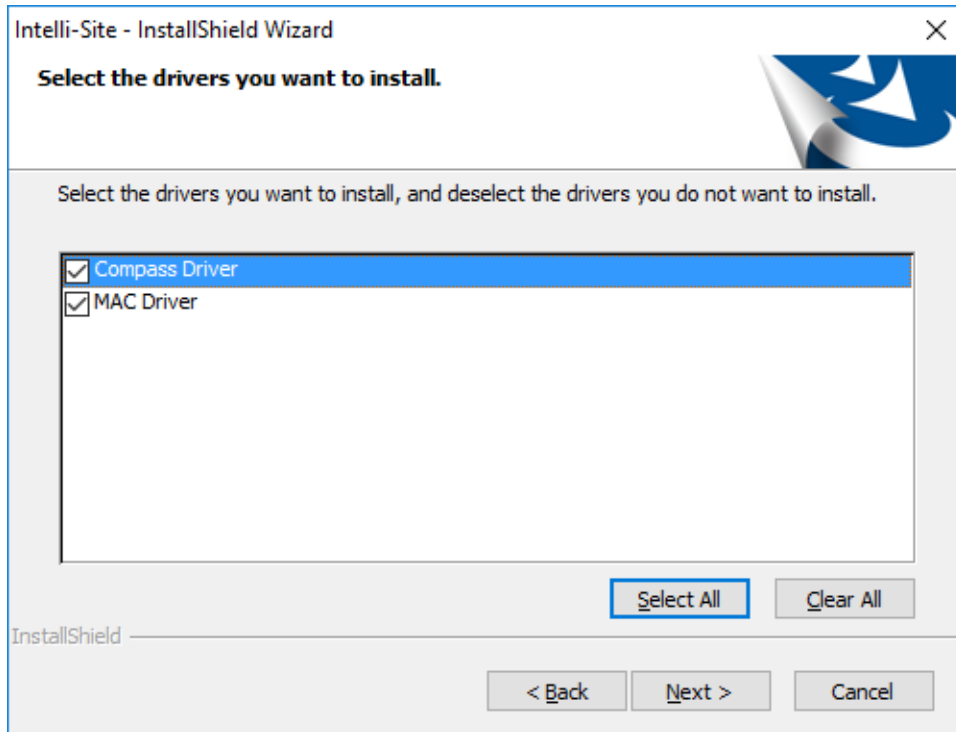 Intelli-Site - InstallShield Wizard
Select the drivers you want to install.
Select the drivers you want to install, and deselect the drivers you do not want to install.
Compass Driver
MAC Driver
Select All
Clear All
InstallShield
< Back
Next >
Cancel